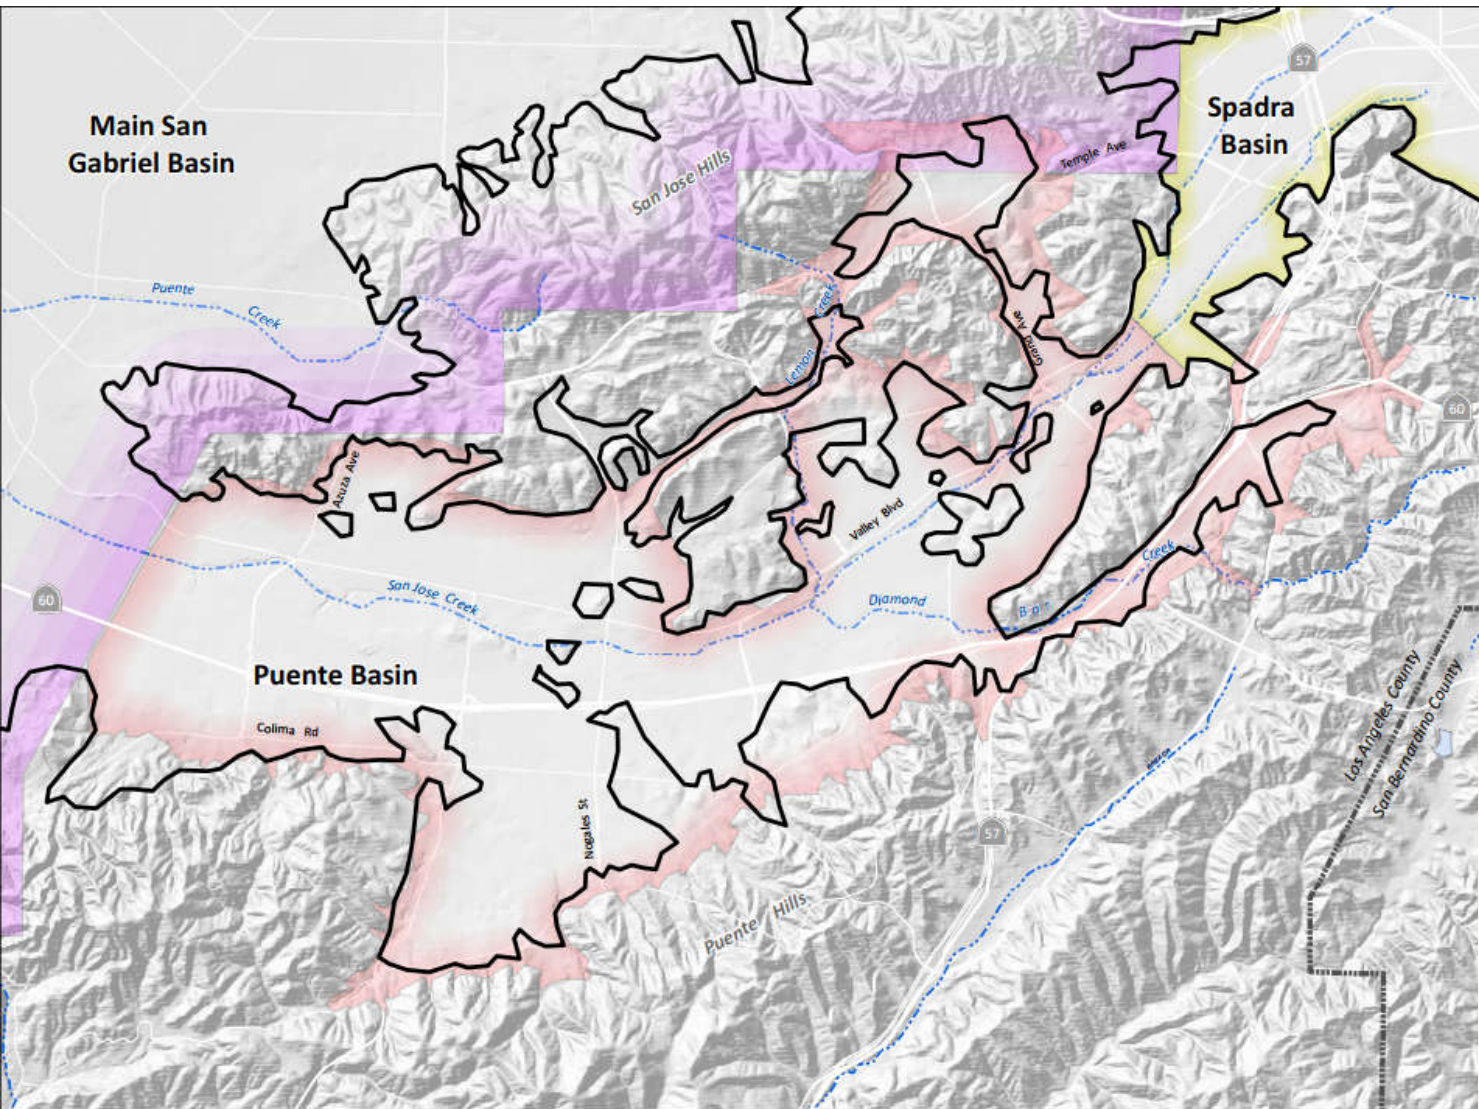 57
Spadra
Basin
Main San
Gabriel Basin
Temple Ave
San Jose Hills
Puente
Creek
Lemon
Creek
Grand Ave
60
Azuza Ave
Valley Blvd
Creek
San Jose Creek
Diamond
Bar
60
Puente Basin
Colima Rd
Los Angeles County
San Bernardino County
Nogales St
57
Puente Hills